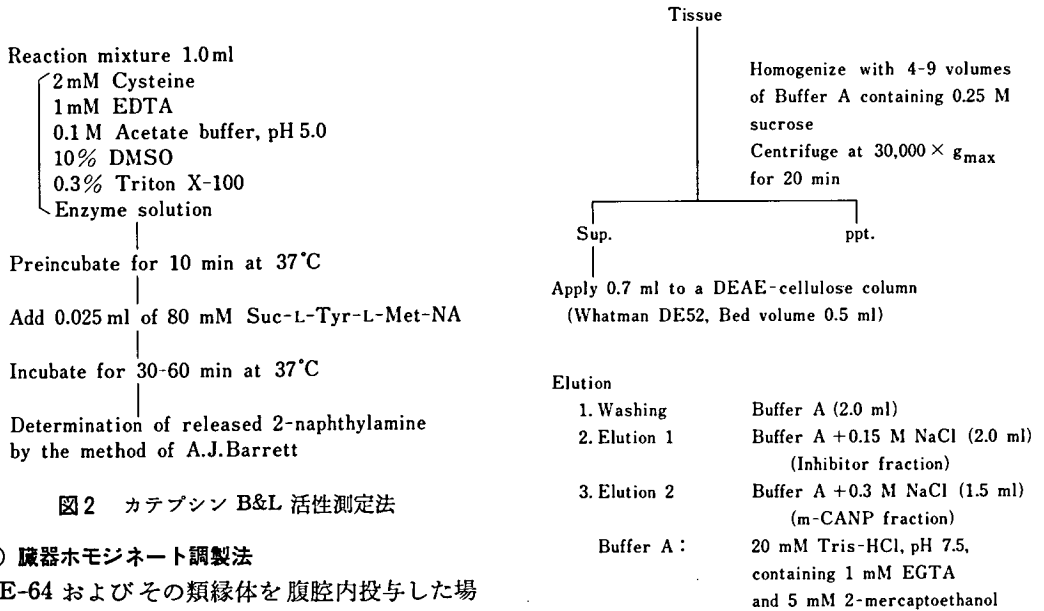 Reaction mixture 1.0ml
2mM Cysteine
1mM EDTA
0.1 M Acetate buffer, pH 5.0
10% DMSO
0.3% Triton X-100
Enzyme solution
Preincubate for 10 min at 37°C
Add 0.025 ml of 80 mM Suc-L-Tyr-L-Met-NA
Incubate for 30-60 min at 37°C
Determination of released 2-naphthylamine
by the method of A.J.Barrett
図2 カテプシン B&L 活性測定法
) 臓器ホモジネート調製法
E-64 およびその類縁体を腹腔内投与した場
Tissue
Homogenize with 4-9 volumes
of Buffer A containing 0.25 M
sucrose
Centrifuge at 30,000 × gmax
for 20 min
Sup. ppt.
Apply 0.7 ml to a DEAE-cellulose column
(Whatman DE52, Bed volume 0.5 ml)
Elution
1. Washing Buffer A (2.0 ml)
2. Elution 1 Buffer A +0.15 M NaCl (2.0 ml)
(Inhibitor fraction)
3. Elution 2 Buffer A +0.3 M NaCl (1.5 ml)
(m-CANP fraction)
Buffer A : 20 mM Tris-HCl, pH 7.5,
containing 1 mM EGTA
and 5 mM 2-mercaptoethanol